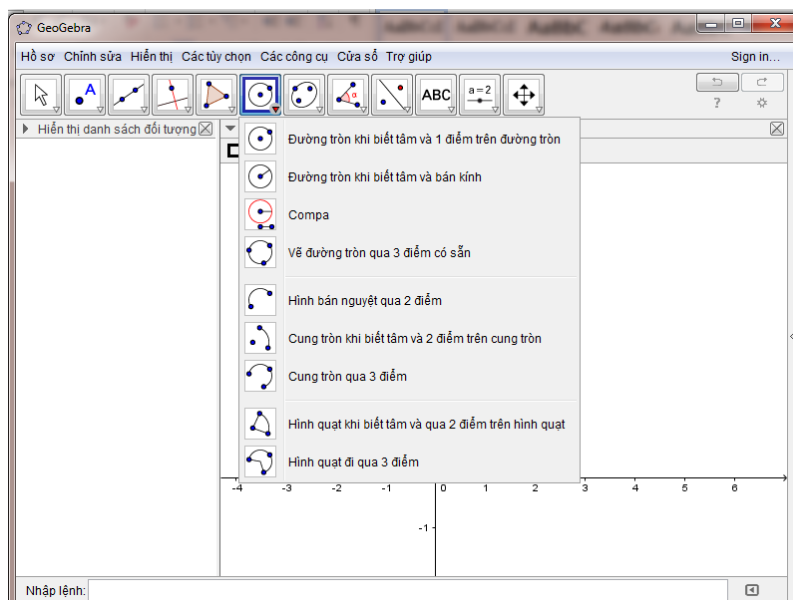 GeoGebra
Hồ sơ Chỉnh sửa Hiển thị Các tùy chọn Các công cụ Cửa sổ Trợ giúp Sign in...
A α ABC a=2
?
Hiển thị danh sách đối tượng
Đường tròn khi biết tâm và 1 điểm trên đường tròn
Đường tròn khi biết tâm và bán kính
Compa
Vẽ đường tròn qua 3 điểm có sẵn
Hình bán nguyệt qua 2 điểm
Cung tròn khi biết tâm và 2 điểm trên cung tròn
Cung tròn qua 3 điểm
Hình quạt khi biết tâm và qua 2 điểm trên hình quạt
Hình quạt đi qua 3 điểm
-4 -3 -2 -1 0 1 2 3 4 5 6
-1
Nhập lệnh: